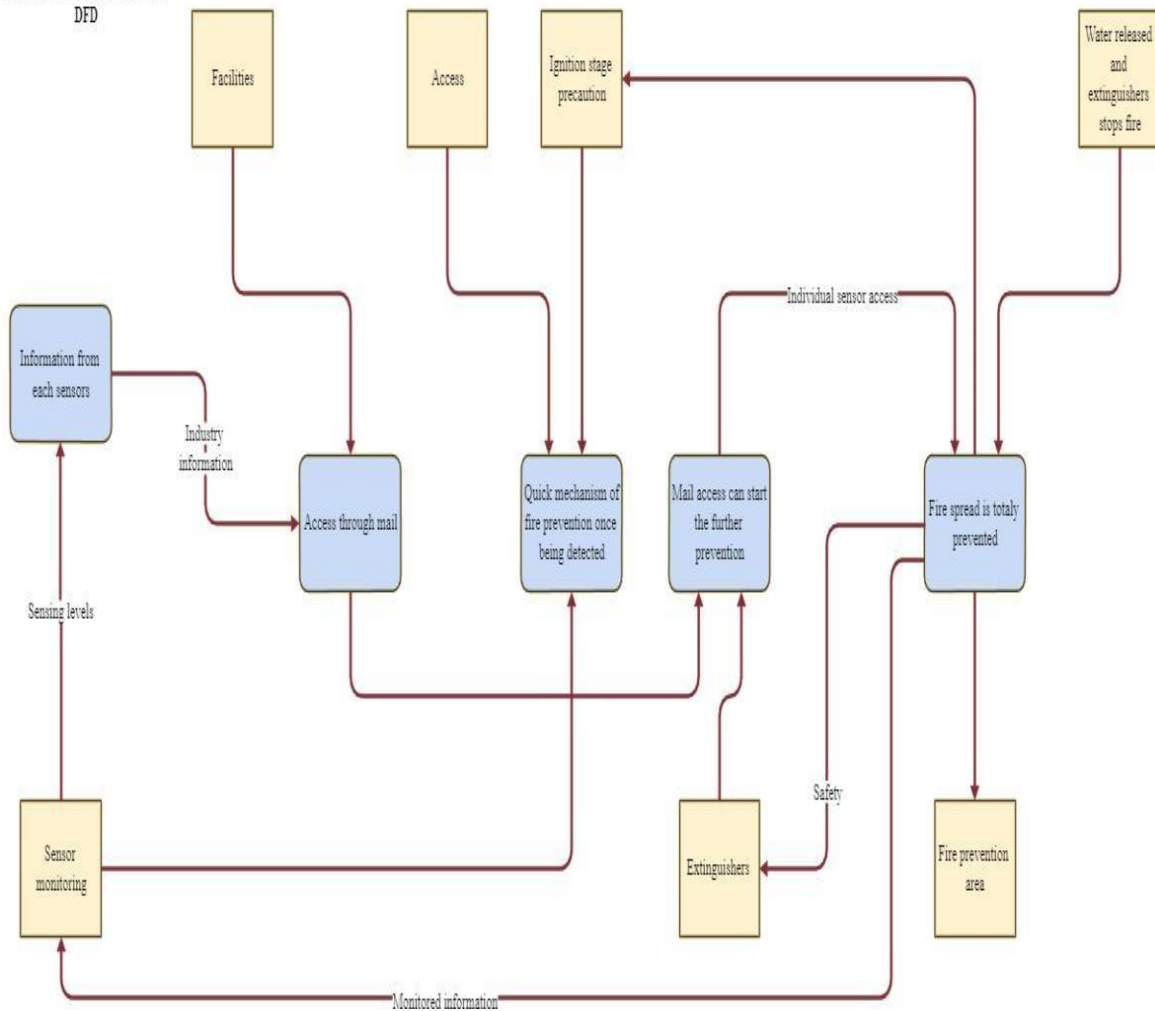 DFD
Facilities
Access
Ignition stage
precaution
Water released
and
extinguishers
stops fire
Individual sensor access
Information from
each sensors
Industry
information
Access through mail
Quick mechanism of
fire prevention once
being detected
Mail access can start
the further
prevention
Fire spread is totaly
prevented
Sensing levels
Safety
Sensor
monitoring
Extinguishers
Fire prevention
area
Monitored information